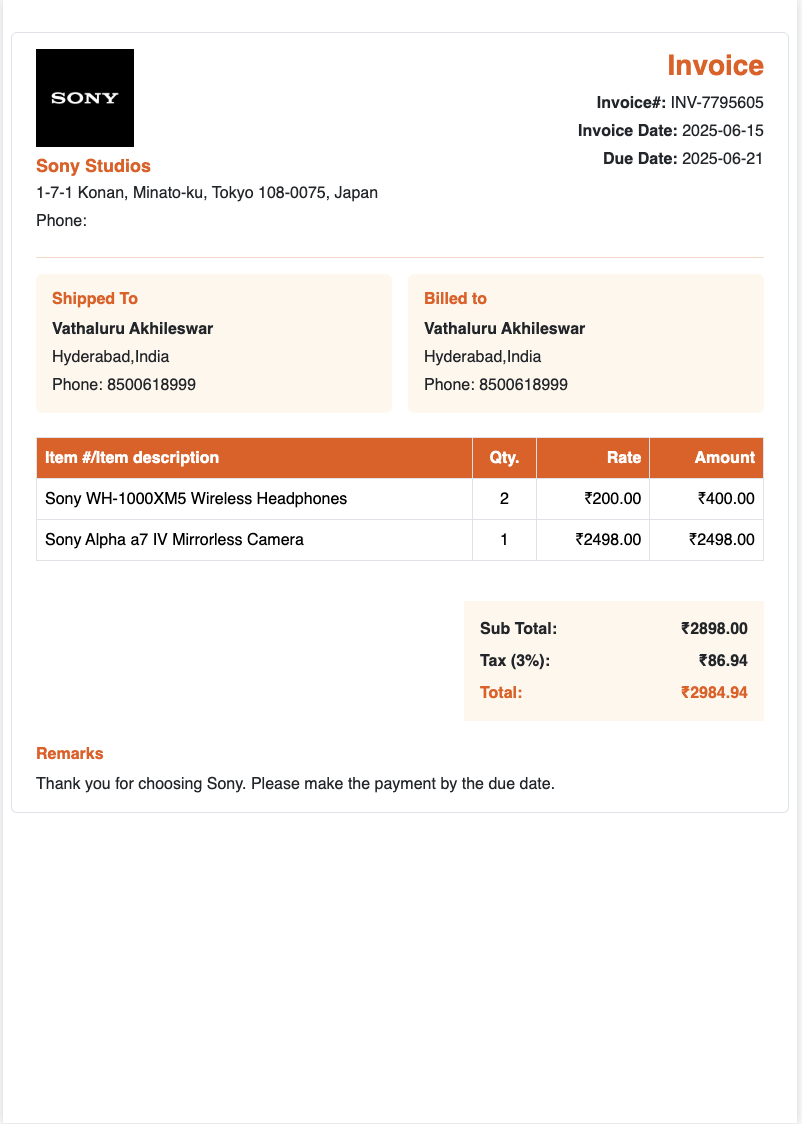 SONY
Invoice
Invoice#: INV-7795605
Invoice Date: 2025-06-15
Due Date: 2025-06-21
Sony Studios
1-7-1 Konan, Minato-ku, Tokyo 108-0075, Japan
Phone:
Shipped To
Vathaluru Akhileswar
Hyderabad,India
Phone: 8500618999
Billed to
Vathaluru Akhileswar
Hyderabad,India
Phone: 8500618999
Item #/Item description Qty. Rate Amount
Sony WH-1000XM5 Wireless Headphones 2 ₹200.00 ₹400.00
Sony Alpha a7 IV Mirrorless Camera 1 ₹2498.00 ₹2498.00
Sub Total: ₹2898.00
Tax (3%): ₹86.94
Total: ₹2984.94
Remarks
Thank you for choosing Sony. Please make the payment by the due date.